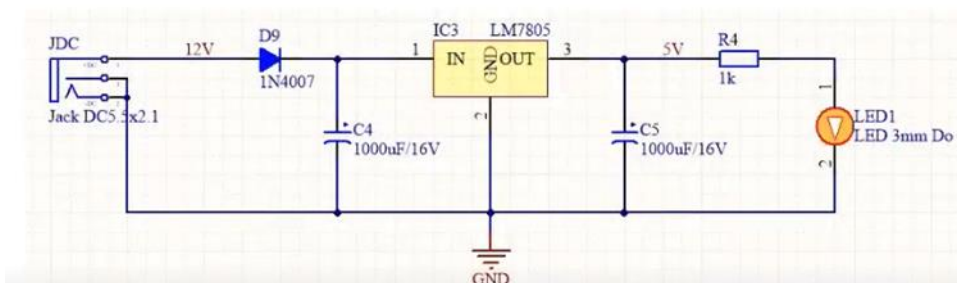 JDC
12V
D9
1N4007
Jack DC5.5x2.1
IC3 LM7805
1
IN
GND
OUT
3
2
C4
1000uF/16V
5V
C5
1000uF/16V
R4
1k
1
LED1
LED 3mm Do
2
GND